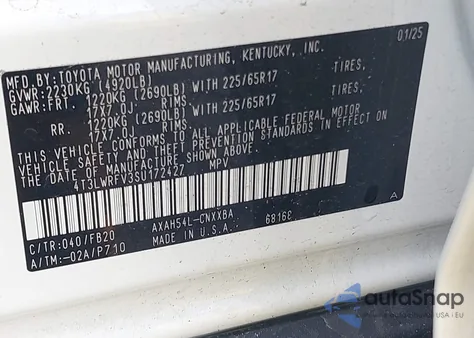 MFD.BY:TOYOTA MOTOR MANUFACTURING, KENTUCKY, INC. 01/25
GVWR:2230KG (4920LB)
GAWR:FRT. 1220KG (2690LB) WITH 225/65R17 TIRES,
17X7.0J RIMS.
RR. 1220KG (2690LB) WITH 225/65R17 TIRES,
17X7.0J RIMS.
THIS VEHICLE CONFORMS TO ALL APPLICABLE FEDERAL MOTOR
VEHICLE SAFETY AND THEFT PREVENTION STANDARDS IN
EFFECT ON THE DATE OF MANUFACTURE SHOWN ABOVE.
4T3LWRFV3SU172427 MPV
C/TR:040/FB20 AXAH54L-CNXXBA 6816E
A/TM:-02A/P710 MADE IN U.S.A. A
autoSnap